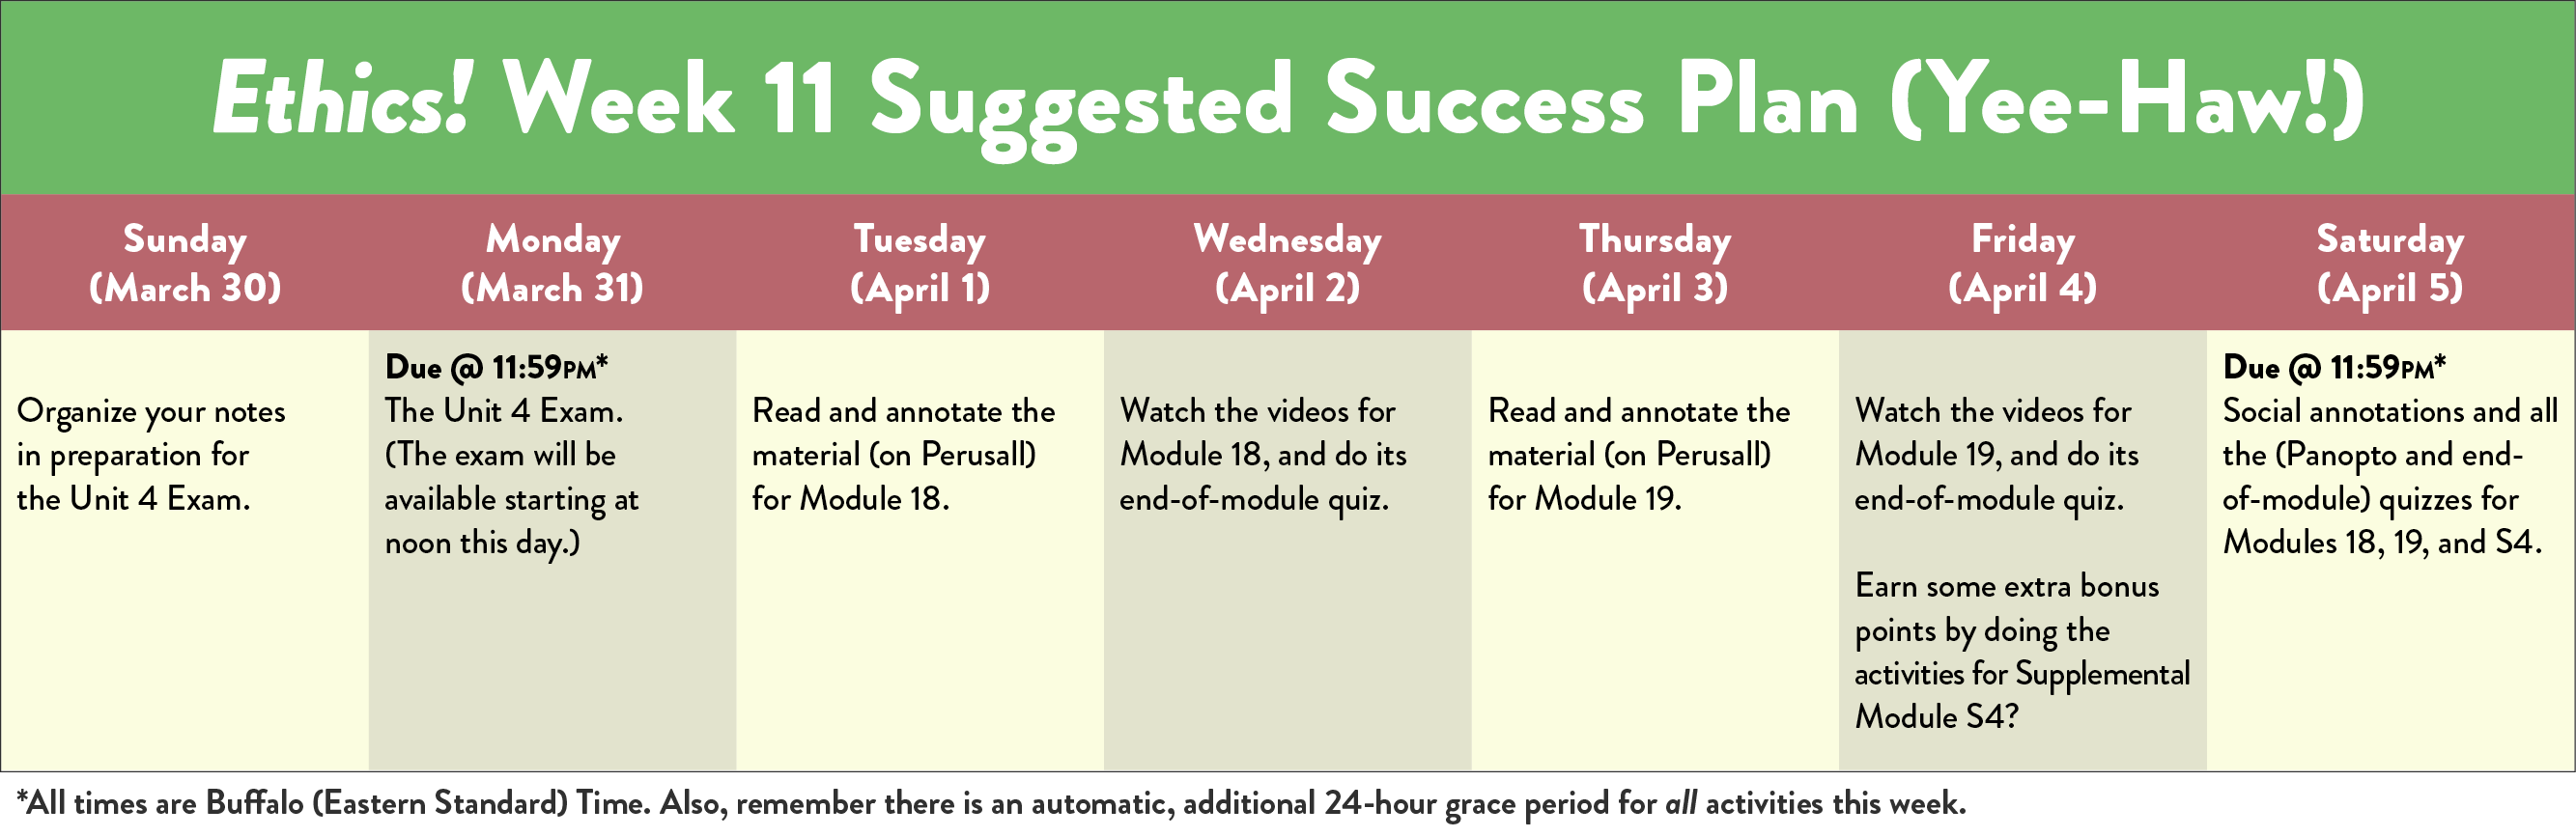 Ethics! Week 11 Suggested Success Plan (Yee-Haw!)
Sunday
(March 30)
Monday
(March 31)
Tuesday
(April 1)
Wednesday
(April 2)
Thursday
(April 3)
Friday
(April 4)
Saturday
(April 5)
Organize your notes
in preparation for
the Unit 4 Exam.
Due @ 11:59PM*
The Unit 4 Exam.
(The exam will be
available starting at
noon this day.)
Read and annotate the
material (on Perusall)
for Module 18.
Watch the videos for
Module 18, and do its
end-of-module quiz.
Read and annotate the
material (on Perusall)
for Module 19.
Watch the videos for
Module 19, and do its
end-of-module quiz.
Earn some extra bonus
points by doing the
activities for Supplemental
Module S4?
Due @ 11:59PM*
Social annotations and all
the (Panopto and end-
of-module) quizzes for
Modules 18, 19, and S4.
*All times are Buffalo (Eastern Standard) Time. Also, remember there is an automatic, additional 24-hour grace period for all activities this week.